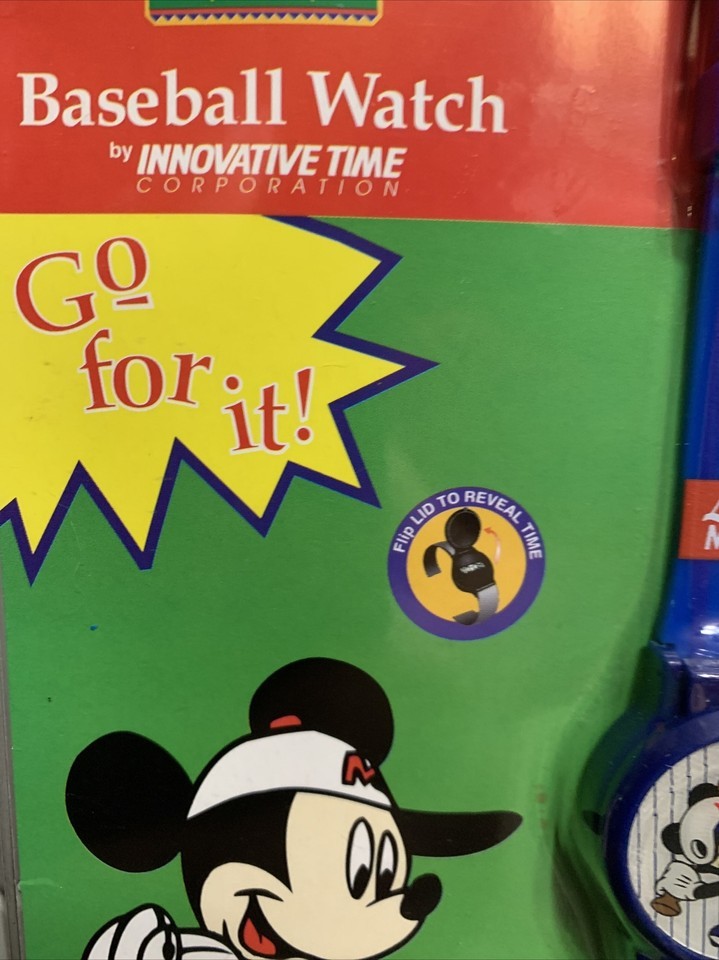 Baseball Watch
by INNOVATIVE TIME
CORPORATION
Go
for
it!
Flip LID TO REVEAL TIME
M